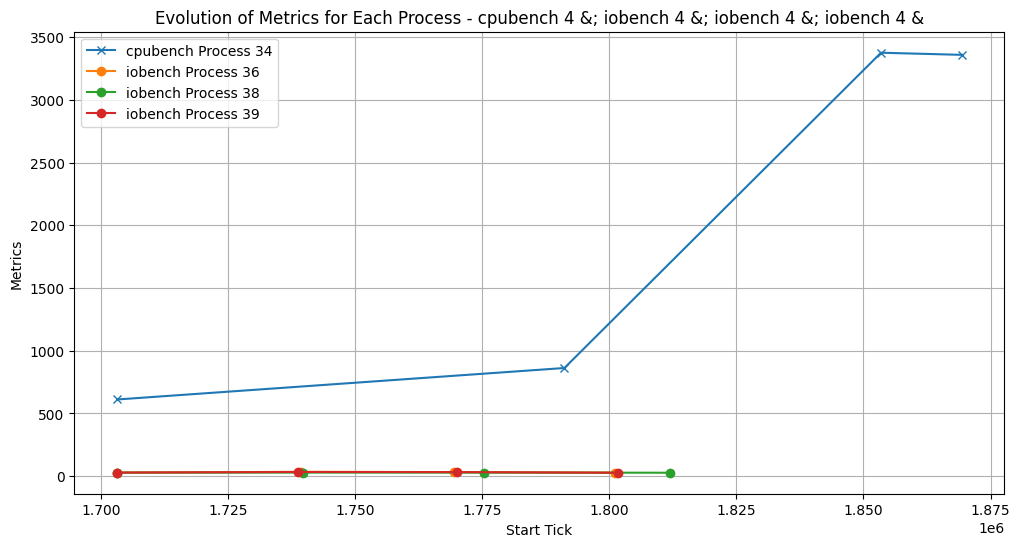 Evolution of Metrics for Each Process - cpubench 4 &; iobench 4 &; iobench 4 &; iobench 4 &
cpubench Process 34
iobench Process 36
iobench Process 38
iobench Process 39
3500
3000
2500
2000
1500
1000
500
0
Metrics
1.700 1.725 1.750 1.775 1.800 1.825 1.850 1.875
1e6
Start Tick